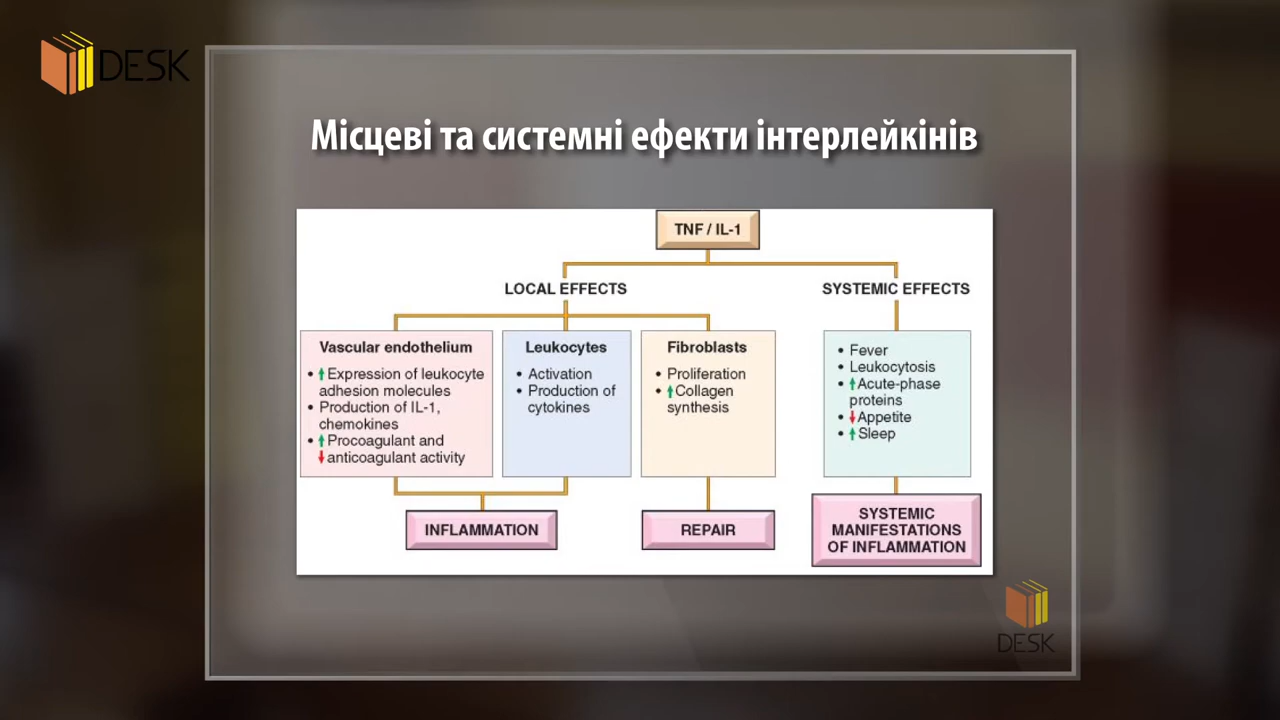 DESK
Місцеві та системні ефекти інтерлейкінів
TNF / IL-1
LOCAL EFFECTS
SYSTEMIC EFFECTS
Vascular endothelium
• ↑ Expression of leukocyte
adhesion molecules
• Production of IL-1,
chemokines
• ↑ Procoagulant and
↓ anticoagulant activity
Leukocytes
• Activation
• Production of
cytokines
Fibroblasts
• Proliferation
• ↑ Collagen
synthesis
• Fever
• Leukocytosis
• ↑ Acute-phase
proteins
• ↓ Appetite
• ↑ Sleep
INFLAMMATION
REPAIR
SYSTEMIC
MANIFESTATIONS
OF INFLAMMATION
DESK